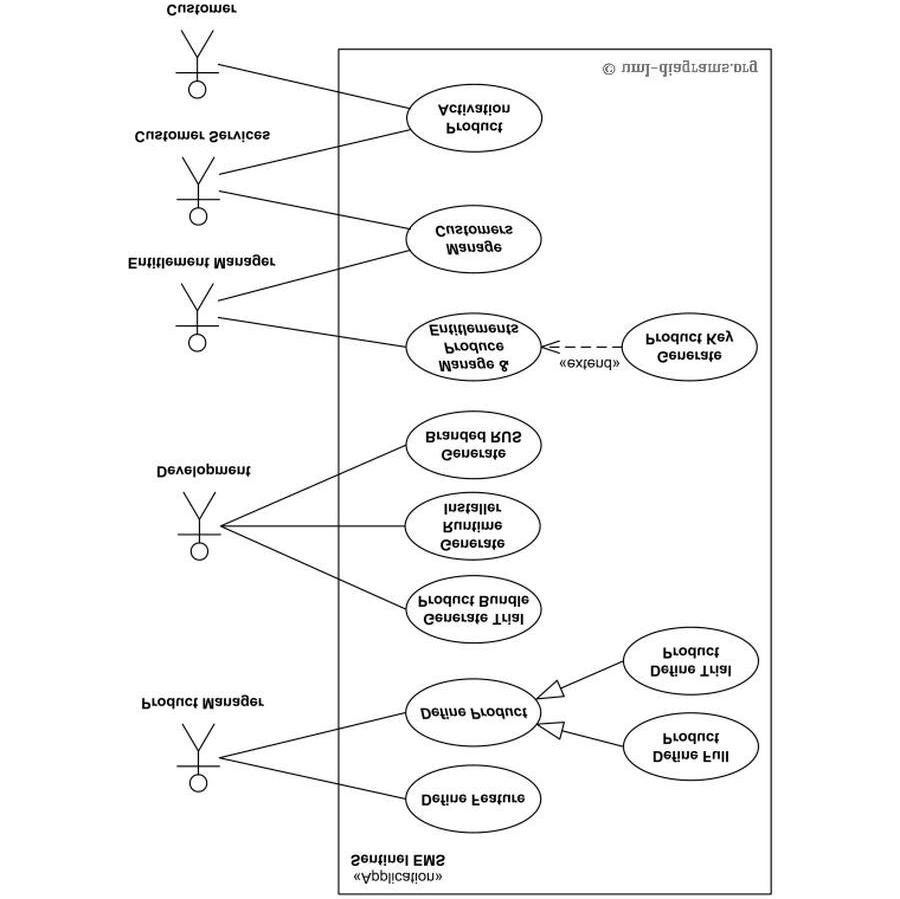 «Application»
Sentinel EMS
Define Feature
Product Manager
Define Product
Define Full
Product
Define Trial
Product
Development
Generate Trial
Product Bundle
Generate
Runtime
Installer
Generate
Branded RUS
Entitlement Manager
Manage &
Produce
Entitlements
«extend»
Generate
Product Key
Manage
Customers
Customer Services
Product
Activation
Customer
© uml-diagrams.org